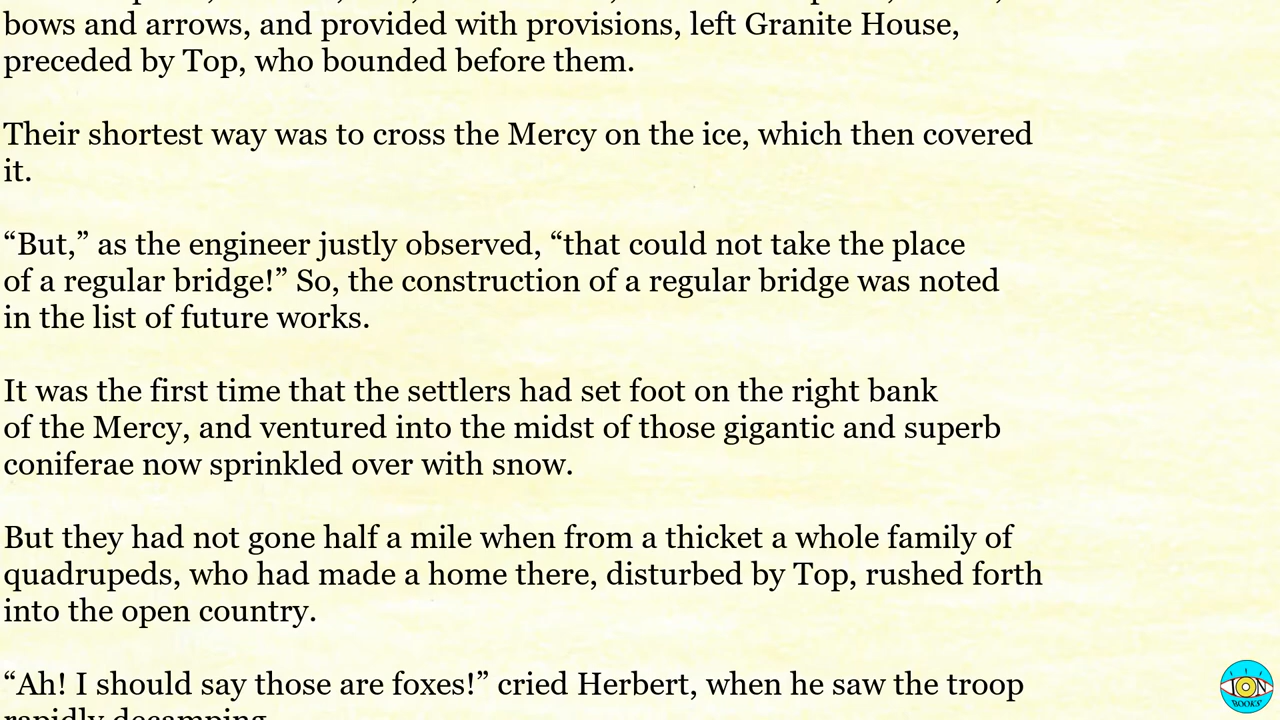 bows and arrows, and provided with provisions, left Granite House,
preceded by Top, who bounded before them.
Their shortest way was to cross the Mercy on the ice, which then covered
it.
“But,” as the engineer justly observed, “that could not take the place
of a regular bridge!” So, the construction of a regular bridge was noted
in the list of future works.
It was the first time that the settlers had set foot on the right bank
of the Mercy, and ventured into the midst of those gigantic and superb
coniferae now sprinkled over with snow.
But they had not gone half a mile when from a thicket a whole family of
quadrupeds, who had made a home there, disturbed by Top, rushed forth
into the open country.
“Ah! I should say those are foxes!” cried Herbert, when he saw the troop
rapidly decamping.
ION
BOOKS